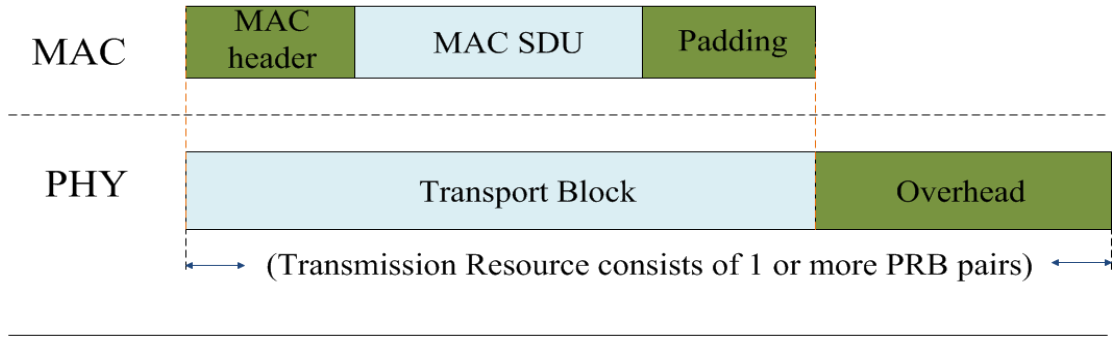 MAC
MAC
header
MAC SDU
Padding
PHY
Transport Block
Overhead
(Transmission Resource consists of 1 or more PRB pairs)